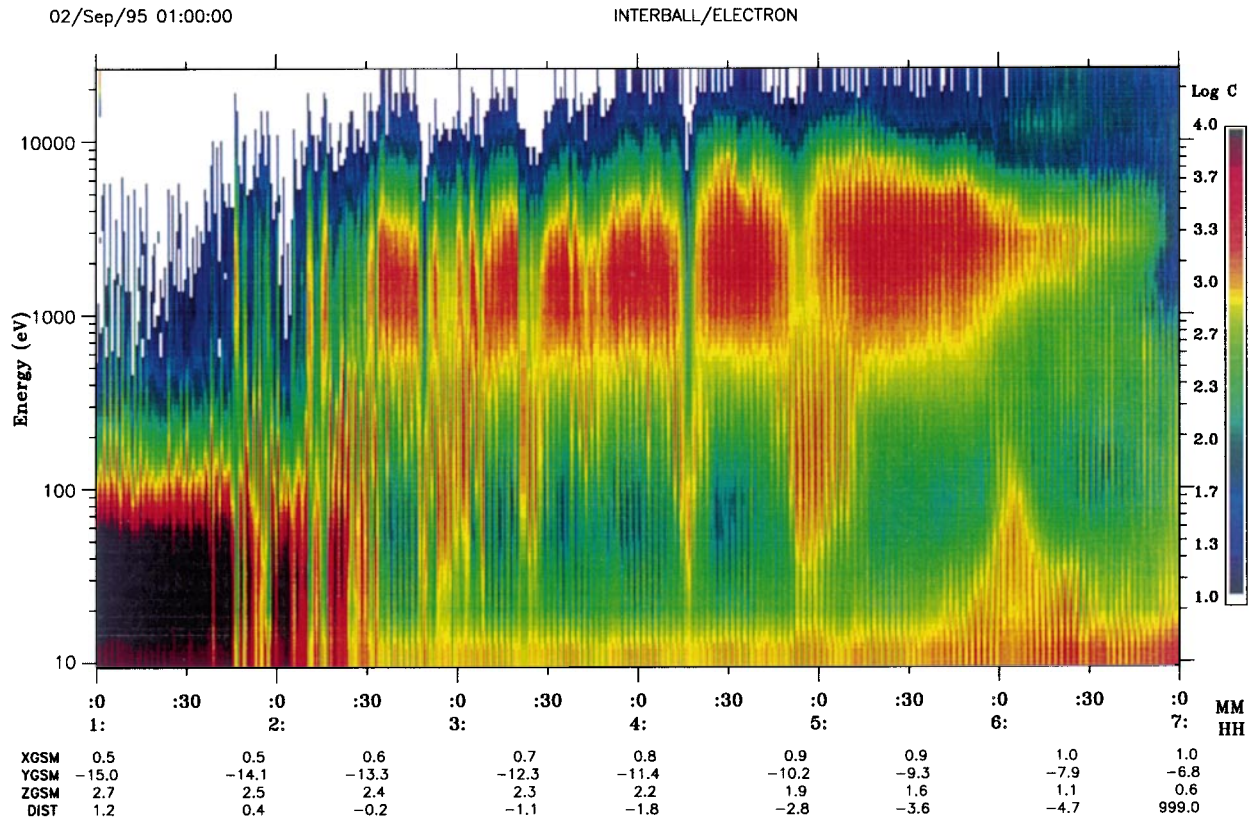 02/Sep/95 01:00:00
INTERBALL/ELECTRON
Log C
4.0
3.7
3.3
3.0
2.7
2.3
2.0
1.7
1.3
1.0
Energy (eV)
10000
1000
100
10
:0 :30 :0 :30 :0 :30 :0 :30 :0 :30 :0 :30 :0 MM
1: 2: 3: 4: 5: 6: 7: HH
XGSM 0.5 0.5 0.6 0.7 0.8 0.9 0.9 1.0 1.0
YGSM -15.0 -14.1 -13.3 -12.3 -11.4 -10.2 -9.3 -7.9 -6.8
ZGSM 2.7 2.5 2.4 2.3 2.2 1.9 1.6 1.1 0.6
DIST 1.2 0.4 -0.2 -1.1 -1.8 -2.8 -3.6 -4.7 999.0